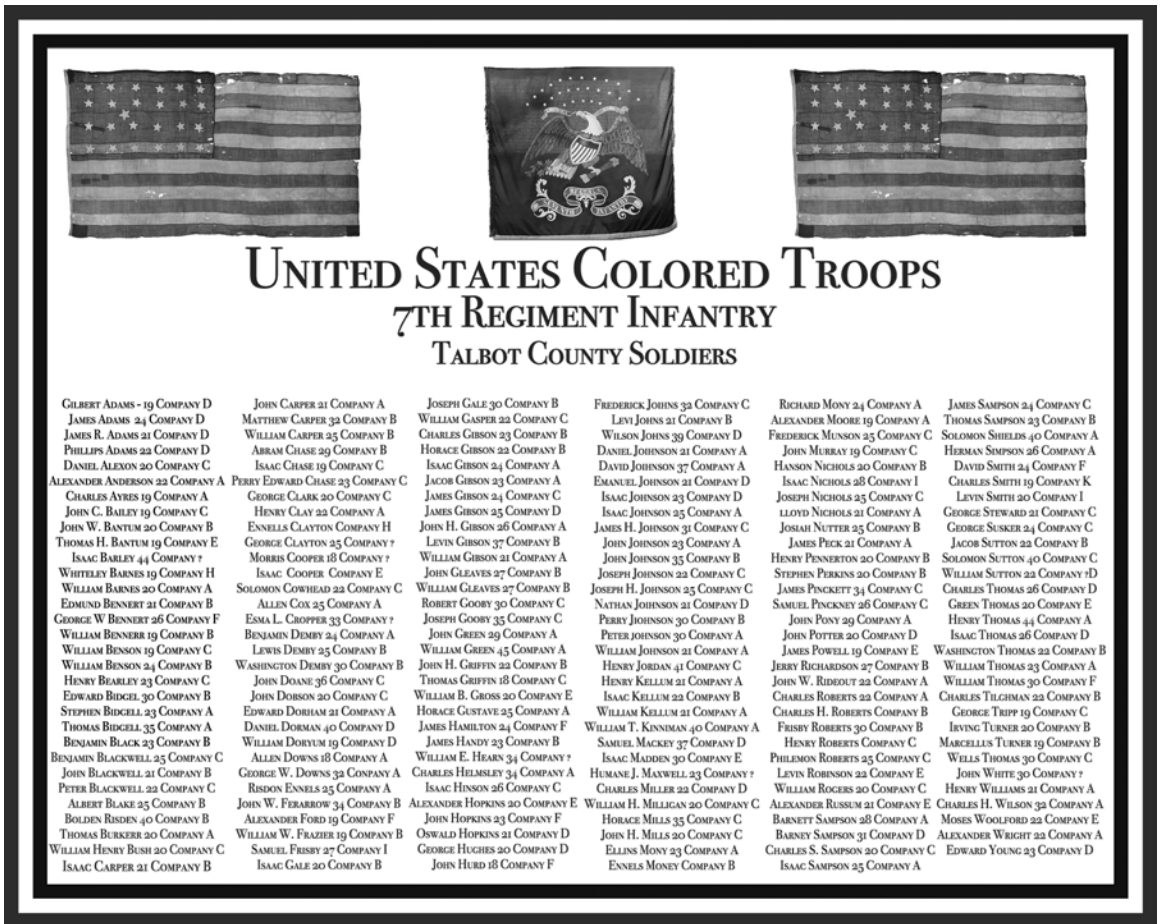 UNITED STATES COLORED TROOPS
7TH REGIMENT INFANTRY
TALBOT COUNTY SOLDIERS
GILBERT ADAMS - 19 COMPANY D
JAMES ADAMS 24 COMPANY D
JAMES R. ADAMS 21 COMPANY D
PHILLIPS ADAMS 22 COMPANY D
DANIEL ALEXON 20 COMPANY C
ALEXANDER ANDERSON 22 COMPANY A
CHARLES AYRES 19 COMPANY A
JOHN C. BAILEY 19 COMPANY C
JOHN W. BANTUM 20 COMPANY B
THOMAS H. BANTUM 19 COMPANY E
ISAAC BARLEY 44 COMPANY ?
WHITELEY BARNES 19 COMPANY H
WILLIAM BARNES 20 COMPANY A
EDMUND BENNERT 21 COMPANY B
GEORGE W BENNERT 26 COMPANY F
WILLIAM BENNERR 19 COMPANY B
WILLIAM BENSON 19 COMPANY C
WILLIAM BENSON 24 COMPANY B
HENRY BEARLEY 23 COMPANY C
EDWARD BIDGEL 30 COMPANY B
STEPHEN BIDGELL 23 COMPANY A
THOMAS BIDGELL 35 COMPANY A
BENJAMIN BLACK 23 COMPANY B
BENJAMIN BLACKWELL 25 COMPANY C
JOHN BLACKWELL 21 COMPANY B
PETER BLACKWELL 22 COMPANY C
ALBERT BLAKE 25 COMPANY B
BOLDEN RISDEN 40 COMPANY B
THOMAS BURKERR 20 COMPANY A
WILLIAM HENRY BUSH 20 COMPANY C
ISAAC CARPER 21 COMPANY B
JOHN CARPER 21 COMPANY A
MATTHEW CARPER 32 COMPANY B
WILLIAM CARPER 25 COMPANY B
ABRAM CHASE 29 COMPANY B
ISAAC CHASE 19 COMPANY C
PERRY EDWARD CHASE 23 COMPANY C
GEORGE CLARK 20 COMPANY C
HENRY CLAY 22 COMPANY A
ENNELLS CLAYTON COMPANY H
GEORGE CLAYTON 25 COMPANY ?
MORRIS COOPER 18 COMPANY ?
ISAAC COOPER COMPANY E
SOLOMON COWHEAD 22 COMPANY C
ALLEN COX 25 COMPANY A
ESMA L. CROPPER 33 COMPANY ?
BENJAMIN DEMBY 24 COMPANY A
LEWIS DEMBY 25 COMPANY B
WASHINGTON DEMBY 30 COMPANY B
JOHN DOANE 36 COMPANY C
JOHN DOBSON 20 COMPANY C
EDWARD DORHAM 21 COMPANY A
DANIEL DORMAN 40 COMPANY D
WILLIAM DORYUM 19 COMPANY D
ALLEN DOWNS 18 COMPANY A
GEORGE W. DOWNS 32 CONPANY A
RISDON ENNELS 25 COMPANY A
JOHN W. FERARROW 34 COMPANY B
ALEXANDER FORD 19 COMPANY F
WILLIAM W. FRAZIER 19 COMPANY B
SAMUEL FRISBY 27 COMPANY I
ISAAC GALE 20 COMPANY B
JOSEPH GALE 30 COMPANY B
WILLIAM GASPER 22 COMPANY C
CHARLES GIBSON 23 COMPANY B
HORACE GIBSON 22 COMPANY B
ISAAC GIBSON 24 COMPANY A
JACOB GIBSON 23 COMPANY A
JAMES GIBSON 24 COMPANY C
JAMES GIBSON 25 COMPANY D
JOHN H. GIBSON 26 COMPANY A
LEVIN GIBSON 37 COMPANY B
WILLIAM GIBSON 21 COMPANY A
JOHN GLEAVES 27 COMPANY B
WILLIAM GLEAVES 27 COMPANY B
ROBERT GOOBY 30 COMPANY C
JOSEPH GOOBY 35 COMPANY C
JOHN GREEN 29 COMPANY A
WILLIAM GREEN 45 COMPANY A
JOHN H. GRIFFIN 22 COMPANY B
THOMAS GRIFFIN 18 COMPANY C
WILLIAM B. GROSS 20 COMPANY E
HORACE GUSTAVE 25 COMPANY A
JAMES HAMILTON 24 COMPANY F
JAMES HANDY 23 COMPANY B
WILLIAM E. HEARN 34 COMPANY ?
CHARLES HELMSLEY 34 COMPANY A
ISAAC HINSON 26 COMPANY C
ALEXANDER HOPKINS 20 COMPANY E
JOHN HOPKINS 23 COMPANY F
OSWALD HOPKINS 21 COMPANY D
GEORGE HUGHES 20 COMPANY D
JOHN HURD 18 COMPANY F
FREDERICK JOIHNS 32 COMPANY C
LEVI JOHNS 21 COMPANY B
WILSON JOHNS 39 COMPANY D
DANIEL JOIHNSON 21 COMPANY A
DAVID JOIHNSON 37 COMPANY A
EMANUEL JOHNSON 21 COMPANY D
ISAAC JOHNSON 23 COMPANY D
ISAAC JOHNSON 25 COMPANY A
JAMES H. JOHNSON 31 COMPANY C
JOHN JOHNSON 23 COMPANY A
JOHN JOHNSON 35 COMPANY B
JOSEPH JOHNSON 22 COMPANY C
JOSEPH H. JOHNSON 25 COMPANY C
NATHAN JOIHNSON 21 COMPANY D
PERRY JIOHNSON 30 COMPANY B
PETER JOHNSON 30 COMPANY B
WILLIAM JOHNSON 21 COMPANY A
HENRY JORDAN 41 COMPANY C
HENRY KELLUM 21 COMPANY A
ISAAC KELLUM 22 COMPANY B
WILLIAM KELLUM 21 COMPANY A
WILLIAM T. KINNIMAN 40 COMPANY A
SAMUEL MACKEY 37 COMPANY D
ISAAC MADDEN 30 COMPANY E
HUMANE J. MAXWELL 23 COMPANY ?
CHARLES MILLER 22 COMPANY D
WILLIAM H. MILLIGAN 20 COMPANY C
HORACE MILLS 35 COMPANY C
JOHN H. MILLS 20 COMPANY C
ELLINS MONY 23 COMPANY A
ENNELS MONEY COMPANY B
RICHARD MONY 24 COMPANY A
ALEXANDER MOORE 19 COMPANY C
FREDERICK MUNSON 25 COMPANY C
JOHN MURRAY 19 COMPANY C
HANSON NICHOLS 20 COMPANY B
ISAAC NICHOLS 28 COMPANY I
JOSEPH NICHOLS 25 COMPANY C
LLOYD NICHOLS 21 COMPANY A
JOSIAH NUTTER 25 COMPANY B
JAMES PECK 21 COMPANY A
HENRY PENNERTON 20 COMPANY B
STEPHEN PERKINS 20 COMPANY B
JAMES PINCKETT 34 COMPANY C
SAMUEL PINCKNEY 26 COMPANY C
JOHN PONY 29 COMPANY A
JOHN POTTER 20 COMPANY D
JAMES POWELL 19 COMPANY E
JERRY RICHARDSON 27 COMPANY B
JOHN W. RIDEOUT 22 COMPANY A
CHARLES ROBERTS 22 COMPANY A
CHARLES H. ROBERTS COMPANY B
FRISBY ROBERTS 30 COMPANY B
HENRY ROBERTS COMPANY C
PHILEMON ROBERTS 25 COMPANY C
LEVIN ROBINSON 22 COMPANY E
WILLIAM ROGERS 20 COMPANY C
ALEXANDER RUSSUM 21 COMPANY E
BARNETT SAMPSON 28 COMPANY A
BARNEY SAMPSON 31 COMPANY D
CHARLES S. SAMPSON 20 COMPANY C
ISAAC SAMPSON 25 COMPANY A
JAMES SAMPSON 24 COMPANY C
THOMAS SAMPSON 23 COMPANY B
SOLOMON SHIELDS 40 COMPANY A
HERMAN SIMPSON 26 COMPANY A
DAVID SMITH 24 COMPANY F
CHARLES SMITH 19 COMPANY K
LEVIN SMITH 20 COMPANY I
GEORGE STEWARD 21 COMPANY C
GEORGE SUSKER 24 COMPANY C
JACOB SUTTON 22 COMPANY B
SOLOMON SUTTON 40 COMPANY C
WILLIAM SUTTON 22 COMPANY ?D
CHARLES THOMAS 26 COMPANY D
GREEN THOMAS 20 COMPANY E
HENRY THOMAS 44 COMPANY A
ISAAC THOMAS 26 COMPANY D
WASHINGTON THOMAS 22 COMPANY B
WILLIAM THOMAS 23 COMPANY A
WILLIAM THOMAS 30 COMPANY F
CHARLES TILGHMAN 22 COMPANY B
GEORGE TRIPP 19 COMPANY C
IRVING TURNER 20 COMPANY B
MARCELLUS TURNER 19 COMPANY B
WELLS THOMAS 30 COMPANY C
JOHN WHITE 30 COMPANY ?
HENRY WILLIAMS 21 COMPANY A
CHARLES H. WILSON 32 COMPANY A
MOSES WOOLFORD 22 COMPANY E
ALEXANDER WRIGHT 22 COMPANY A
EDWARD YOUNG 23 COMPANY D